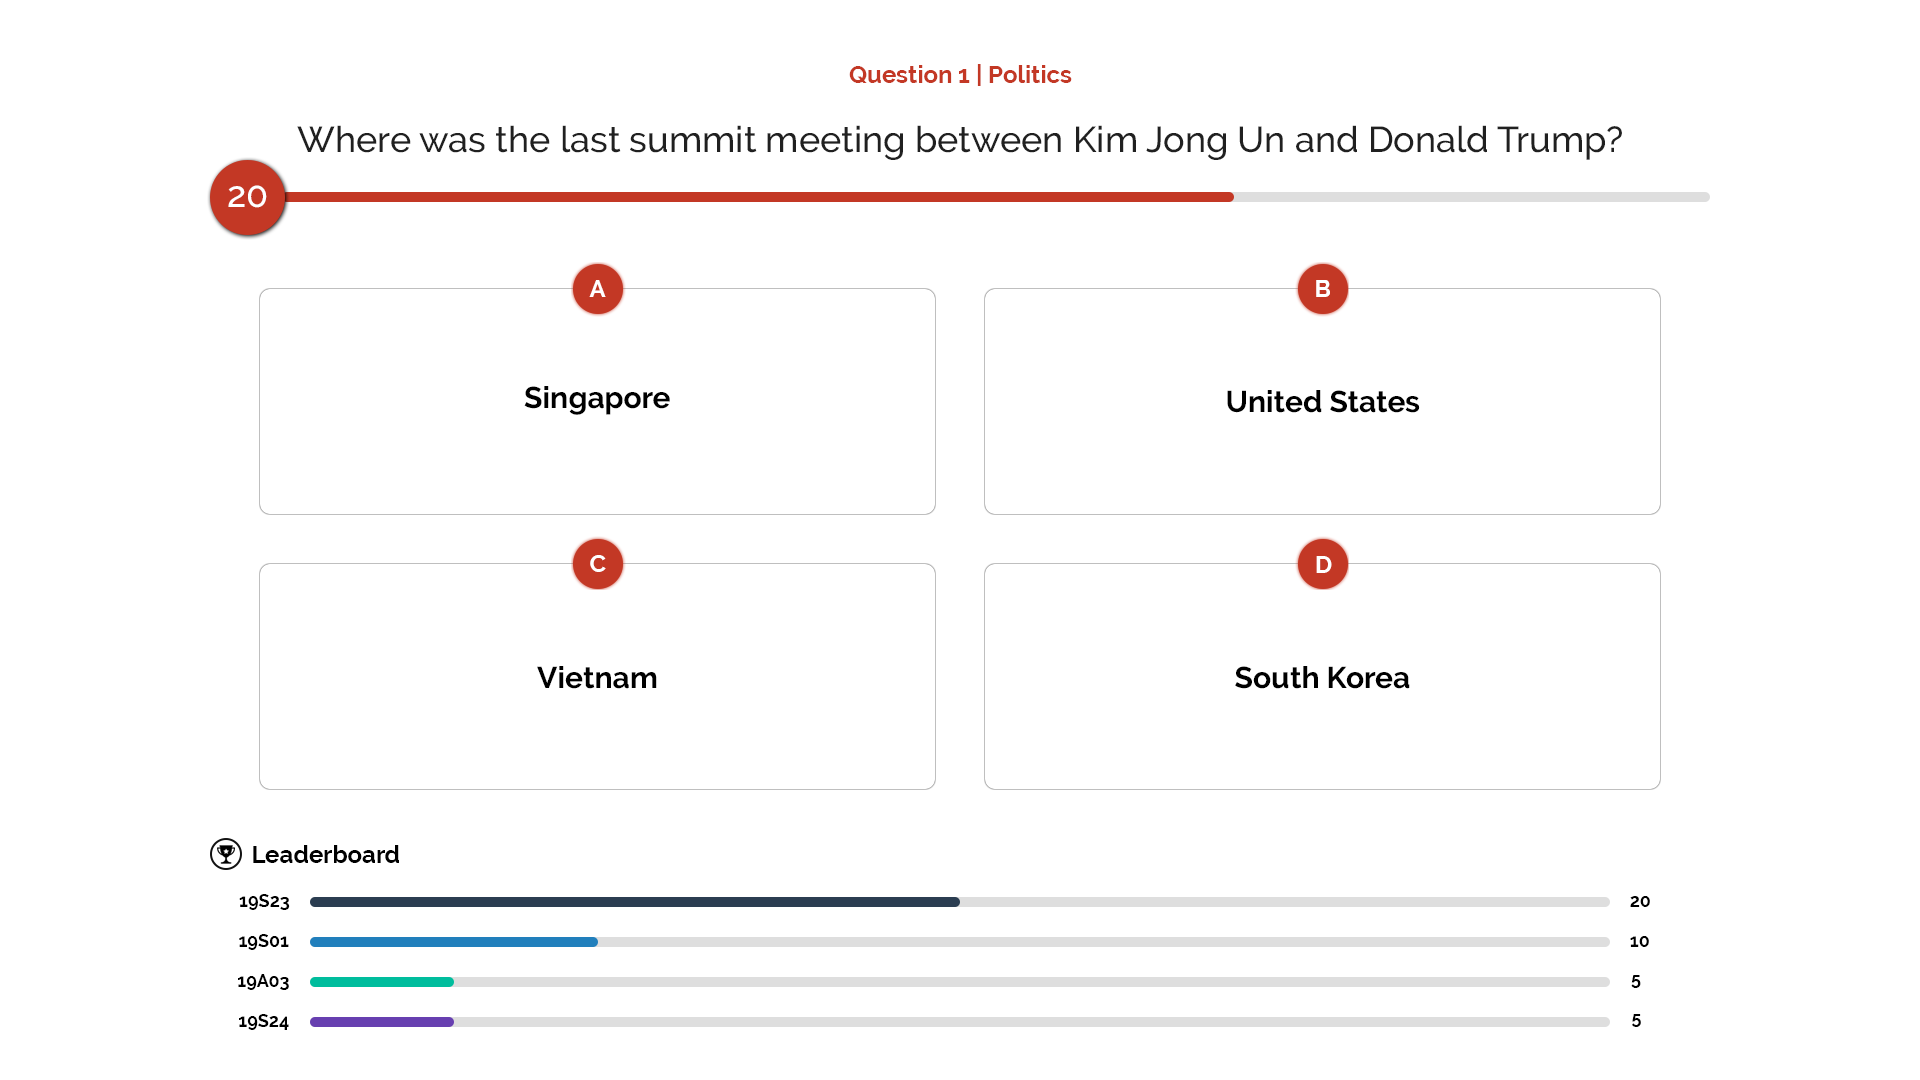 Question 1 | Politics
Where was the last summit meeting between Kim Jong Un and Donald Trump?
20
A
Singapore
B
United States
C
Vietnam
D
South Korea
Leaderboard
19S23 20
19S01 10
19A03 5
19S24 5